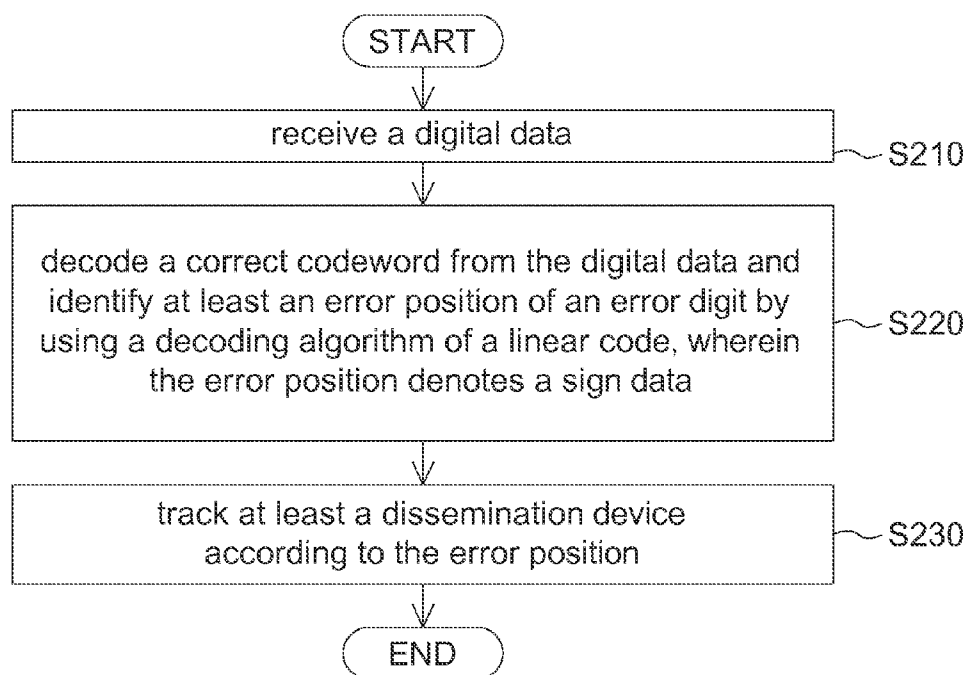 START
receive a digital data
S210
decode a correct codeword from the digital data and
identify at least an error position of an error digit by
using a decoding algorithm of a linear code, wherein
the error position denotes a sign data
S220
track at least a dissemination device
according to the error position
S230
END